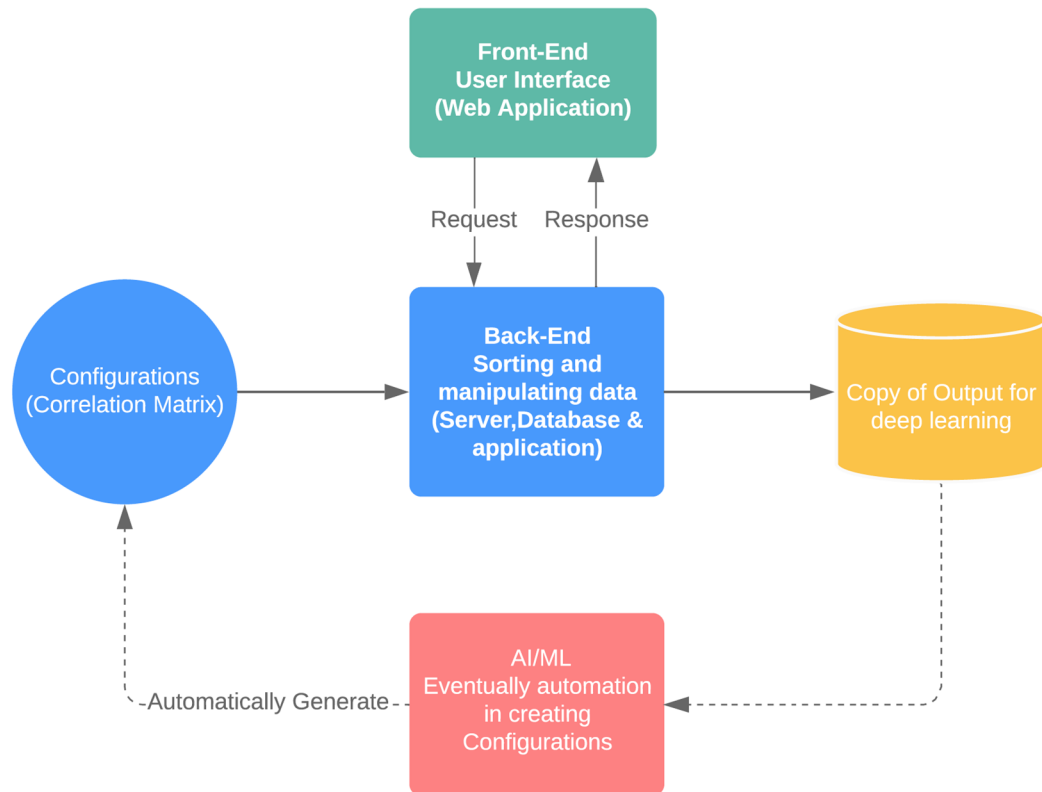 Front-End
User Interface
(Web Application)
Request
Response
Configurations
(Correlation Matrix)
Back-End
Sorting and
manipulating data
(Server,Database &
application)
Copy of Output for
deep learning
AI/ML
Eventually automation
in creating
Configurations
Automatically Generate